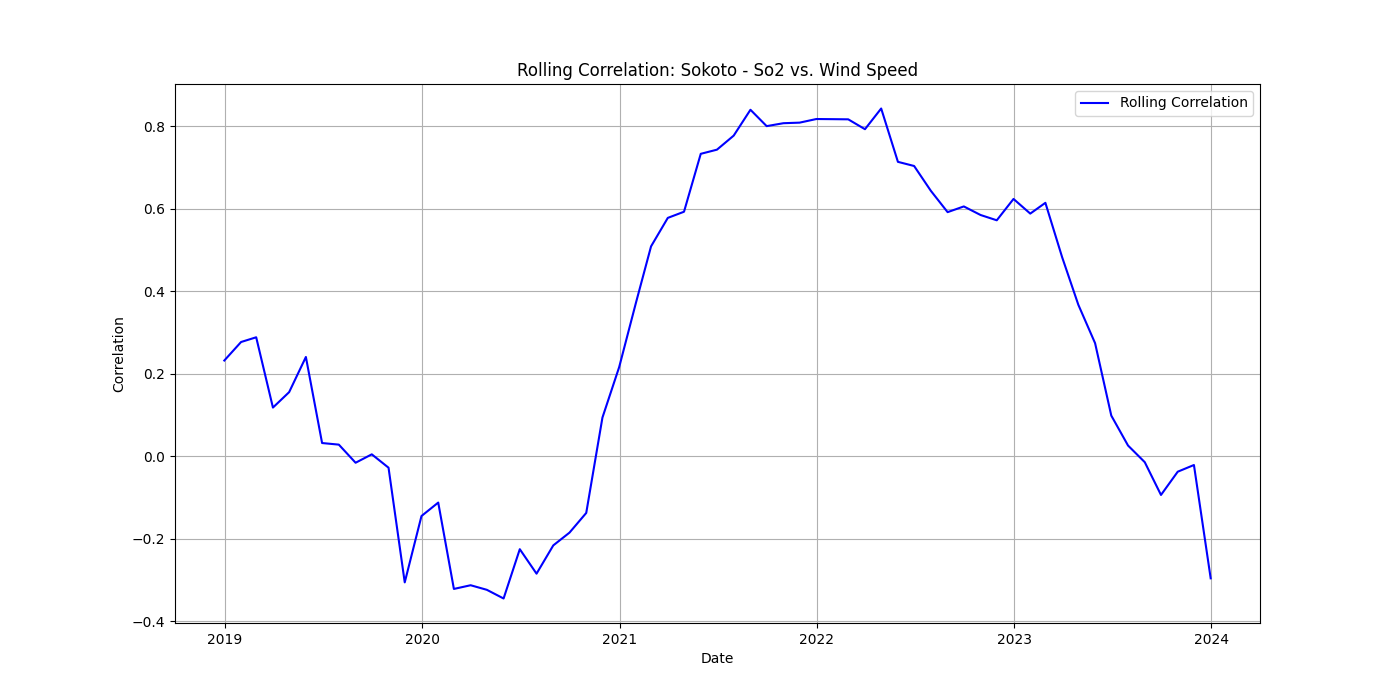 Rolling Correlation: Sokoto - So2 vs. Wind Speed
Rolling Correlation
0.8
0.6
0.4
0.2
0.0
−0.2
−0.4
Correlation
2019 2020 2021 2022 2023 2024
Date